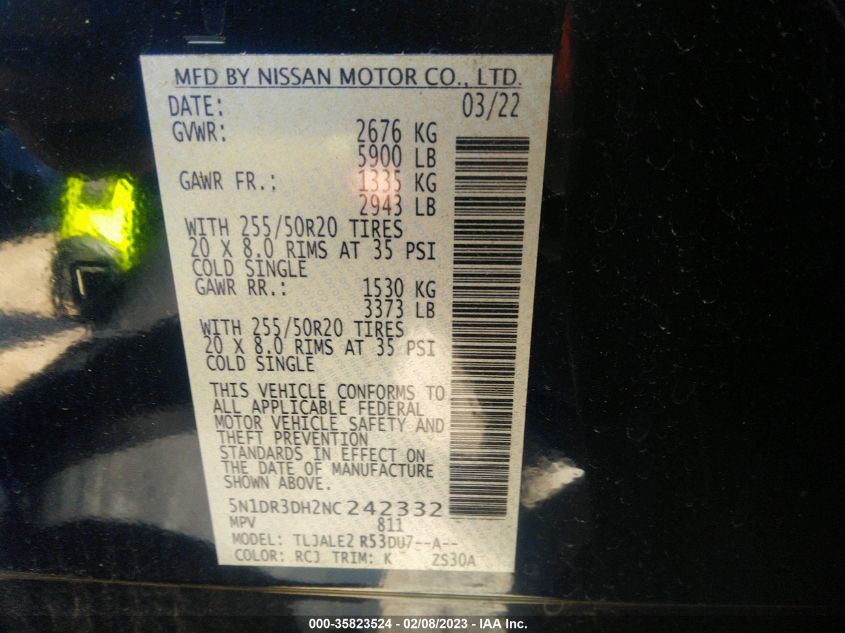 MFD BY NISSAN MOTOR CO., LTD.
DATE: 03/22
GVWR: 2676 KG
5900 LB
GAWR FR.: 1335 KG
2943 LB
WITH 255/50R20 TIRES
20 X 8.0 RIMS AT 35 PSI
COLD SINGLE
GAWR RR.: 1530 KG
3373 LB
WITH 255/50R20 TIRES
20 X 8.0 RIMS AT 35 PSI
COLD SINGLE
THIS VEHICLE CONFORMS TO
ALL APPLICABLE FEDERAL
MOTOR VEHICLE SAFETY AND
THEFT PREVENTION
STANDARDS IN EFFECT ON
THE DATE OF MANUFACTURE
SHOWN ABOVE.
5N1DR3DH2NC242332
MPV 811
MODEL: TLJALE2 R53DU7--A--
COLOR: RCJ TRIM: K ZS30A
000-35823524 - 02/08/2023 - IAA Inc.